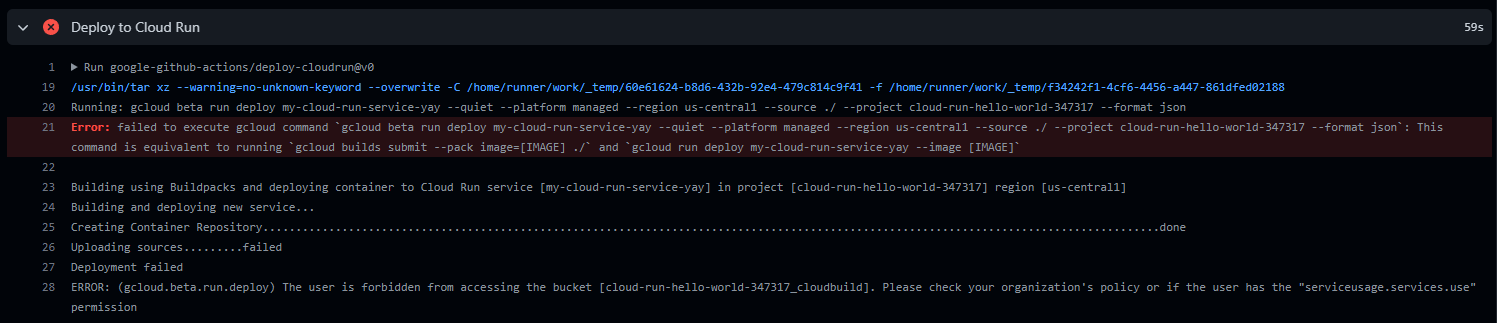 Deploy to Cloud Run 59s
1 ▶ Run google-github-actions/deploy-cloudrun@v0
19 /usr/bin/tar xz --warning=no-unknown-keyword --overwrite -C /home/runner/work/_temp/60e61624-b8d6-432b-92e4-479c814c9f41 -f /home/runner/work/_temp/f34242f1-4cf6-4456-a447-861dfed02188
20 Running: gcloud beta run deploy my-cloud-run-service-yay --quiet --platform managed --region us-central1 --source ./ --project cloud-run-hello-world-347317 --format json
21 Error: failed to execute gcloud command `gcloud beta run deploy my-cloud-run-service-yay --quiet --platform managed --region us-central1 --source ./ --project cloud-run-hello-world-347317 --format json`: This
command is equivalent to running `gcloud builds submit --pack image=[IMAGE] ./` and `gcloud run deploy my-cloud-run-service-yay --image [IMAGE]`
22
23 Building using Buildpacks and deploying container to Cloud Run service [my-cloud-run-service-yay] in project [cloud-run-hello-world-347317] region [us-central1]
24 Building and deploying new service...
25 Creating Container Repository.........................................................................................................................................done
26 Uploading sources.........failed
27 Deployment failed
28 ERROR: (gcloud.beta.run.deploy) The user is forbidden from accessing the bucket [cloud-run-hello-world-347317_cloudbuild]. Please check your organization's policy or if the user has the "serviceusage.services.use"
permission